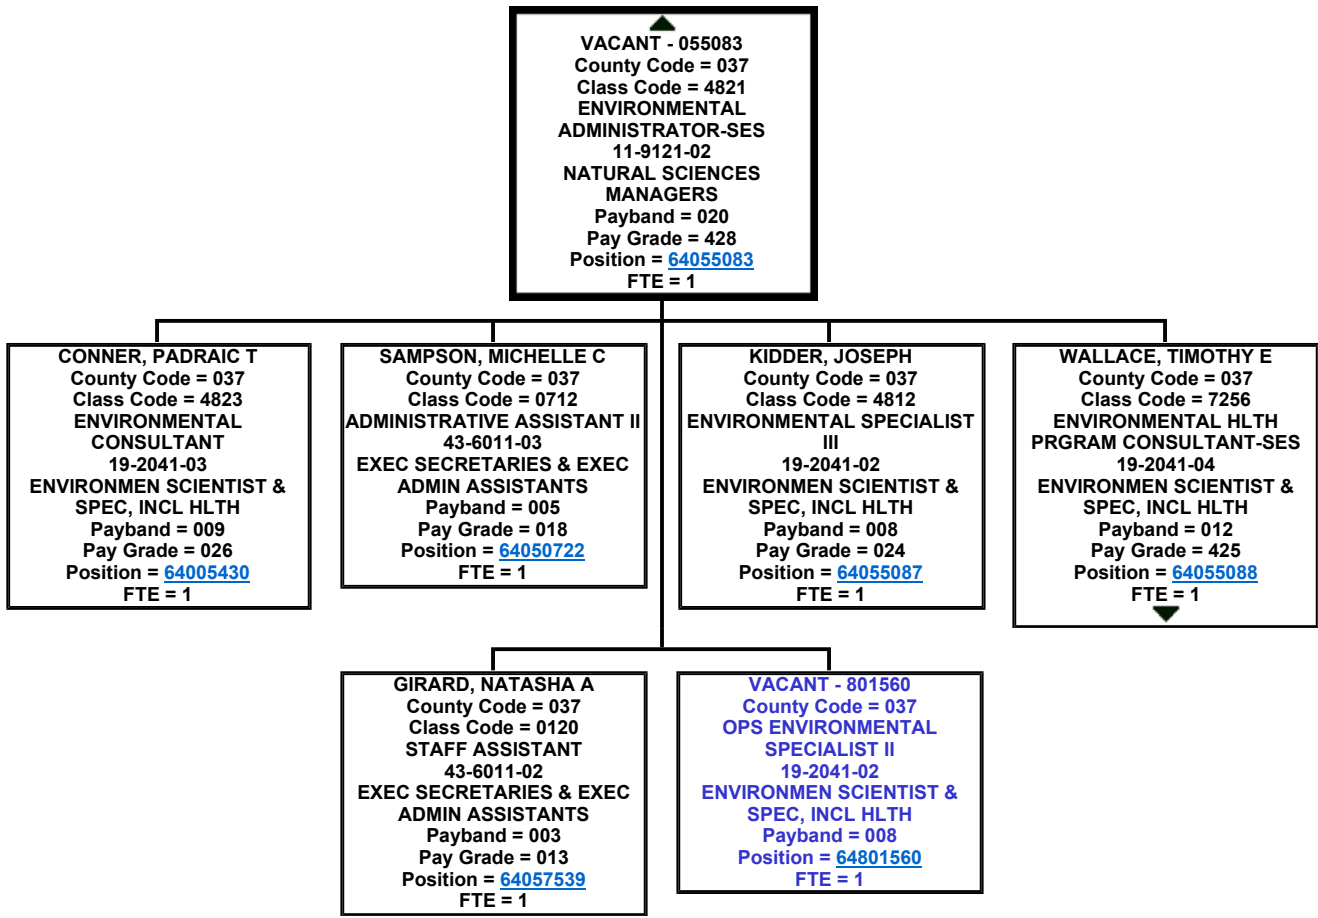 VACANT - 055083
County Code = 037
Class Code = 4821
ENVIRONMENTAL
ADMINISTRATOR-SES
11-9121-02
NATURAL SCIENCES
MANAGERS
Payband = 020
Pay Grade = 428
Position = 64055083
FTE = 1
CONNER, PADRAIC T
County Code = 037
Class Code = 4823
ENVIRONMENTAL
CONSULTANT
19-2041-03
ENVIRONMEN SCIENTIST &
SPEC, INCL HLTH
Payband = 009
Pay Grade = 026
Position = 64005430
FTE = 1
SAMPSON, MICHELLE C
County Code = 037
Class Code = 0712
ADMINISTRATIVE ASSISTANT II
43-6011-03
EXEC SECRETARIES & EXEC
ADMIN ASSISTANTS
Payband = 005
Pay Grade = 018
Position = 64050722
FTE = 1
KIDDER, JOSEPH
County Code = 037
Class Code = 4812
ENVIRONMENTAL SPECIALIST
III
19-2041-02
ENVIRONMEN SCIENTIST &
SPEC, INCL HLTH
Payband = 008
Pay Grade = 024
Position = 64055087
FTE = 1
WALLACE, TIMOTHY E
County Code = 037
Class Code = 7256
ENVIRONMENTAL HLTH
PRGRAM CONSULTANT-SES
19-2041-04
ENVIRONMEN SCIENTIST &
SPEC, INCL HLTH
Payband = 012
Pay Grade = 425
Position = 64055088
FTE = 1
GIRARD, NATASHA A
County Code = 037
Class Code = 0120
STAFF ASSISTANT
43-6011-02
EXEC SECRETARIES & EXEC
ADMIN ASSISTANTS
Payband = 003
Pay Grade = 013
Position = 64057539
FTE = 1
VACANT - 801560
County Code = 037
OPS ENVIRONMENTAL
SPECIALIST II
19-2041-02
ENVIRONMEN SCIENTIST &
SPEC, INCL HLTH
Payband = 008
Position = 64801560
FTE = 1